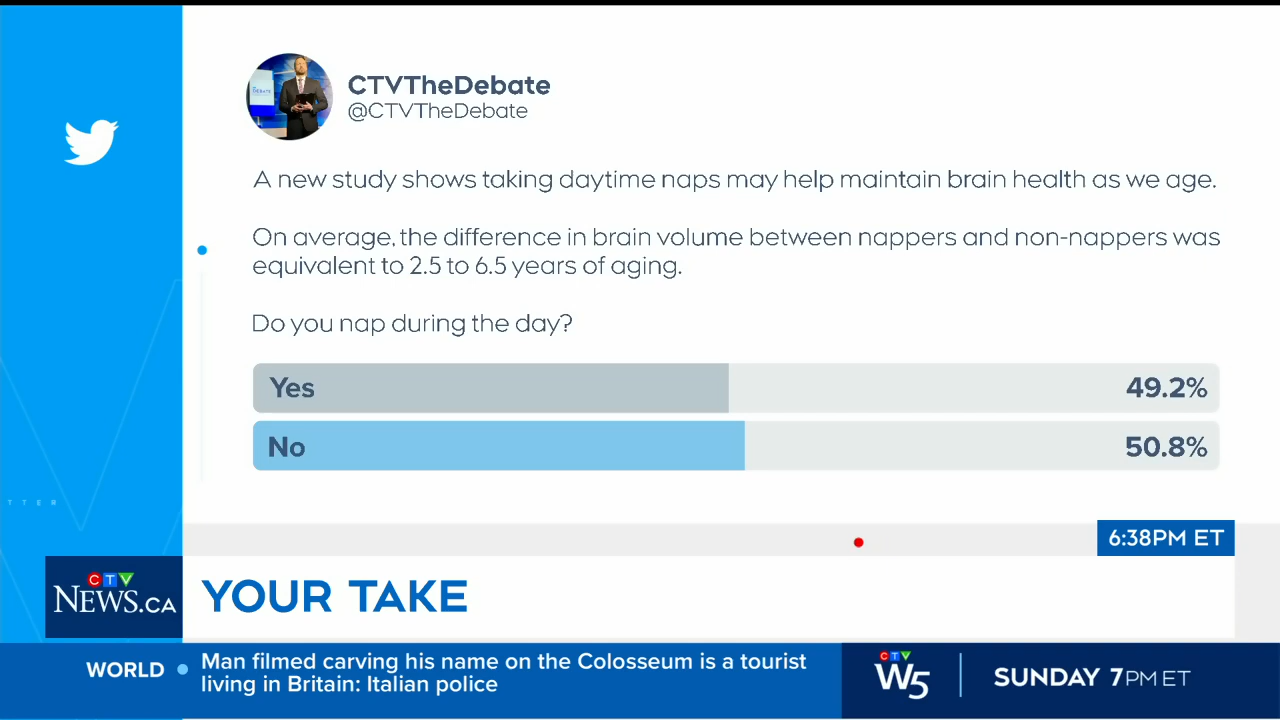 CTVTheDebate
@CTVTheDebate
A new study shows taking daytime naps may help maintain brain health as we age.
On average, the difference in brain volume between nappers and non-nappers was
equivalent to 2.5 to 6.5 years of aging.
Do you nap during the day?
Yes 49.2%
No 50.8%
TTER
6:38PM ET
CTV
NEWS.CA
YOUR TAKE
WORLD
Man filmed carving his name on the Colosseum is a tourist
living in Britain: Italian police
CTV
W5
SUNDAY 7PM ET